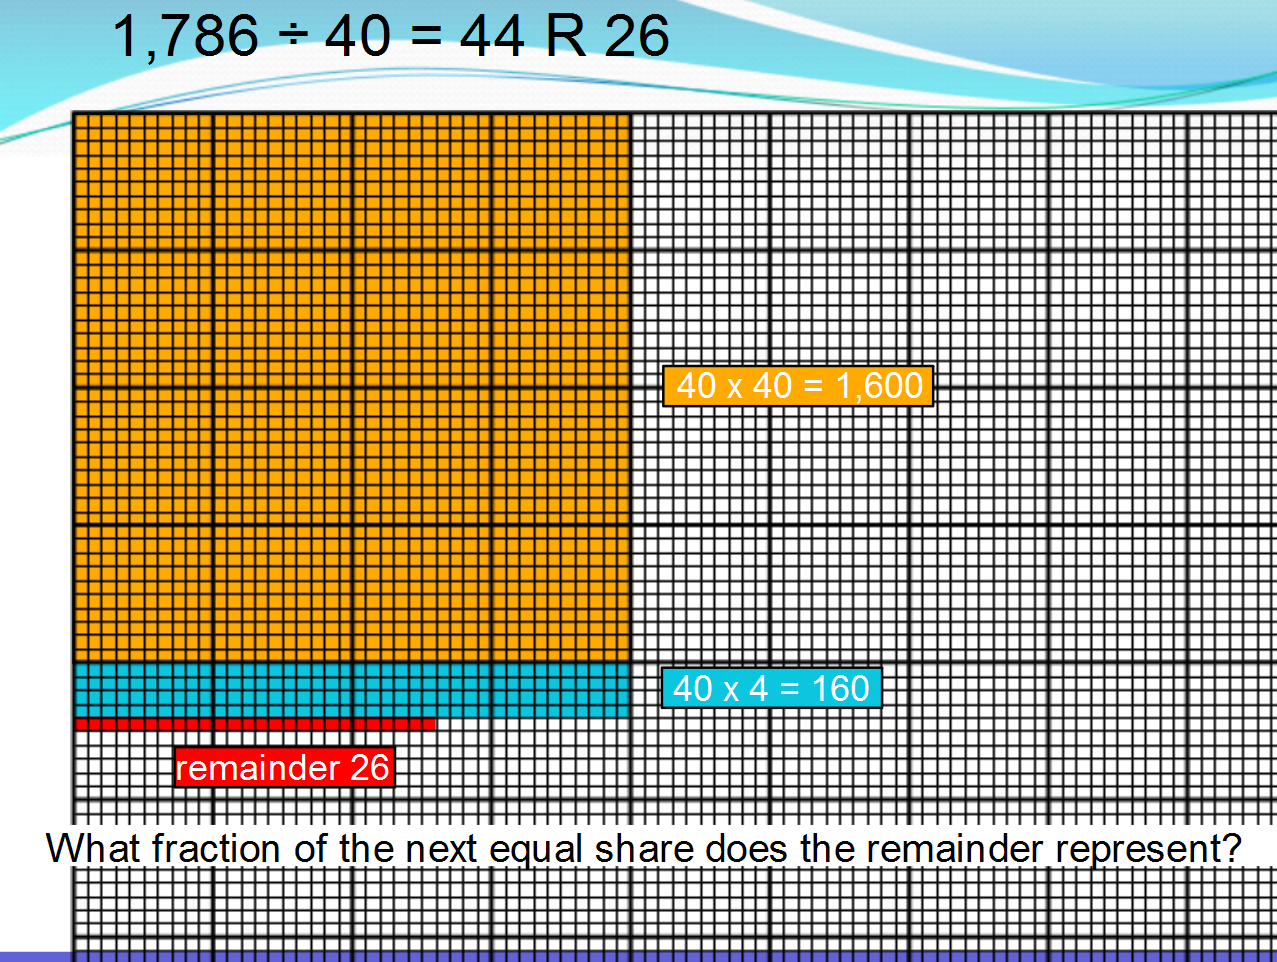 1,786 ÷ 40 = 44 R 26
40 x 40 = 1,600
40 x 4 = 160
remainder 26
What fraction of the next equal share does the remainder represent?